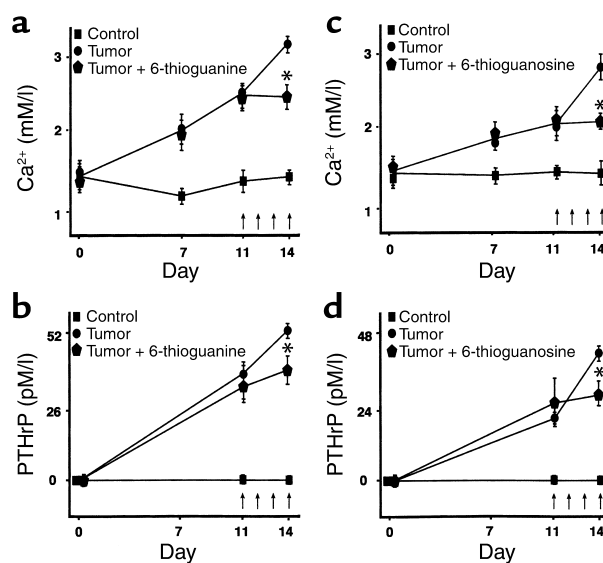 a
Ca²⁺ (mM/l)
Control
Tumor
Tumor + 6-thioguanine
3
2
1
*
0 7 11 14
Day
c
Ca²⁺ (mM/l)
Control
Tumor
Tumor + 6-thioguanosine
3
2
1
*
0 7 11 14
Day
b
PTHrP (pM/l)
Control
Tumor
Tumor + 6-thioguanine
52
26
0
*
0 7 11 14
Day
d
PTHrP (pM/l)
Control
Tumor
Tumor + 6-thioguanosine
48
24
0
*
0 7 11 14
Day